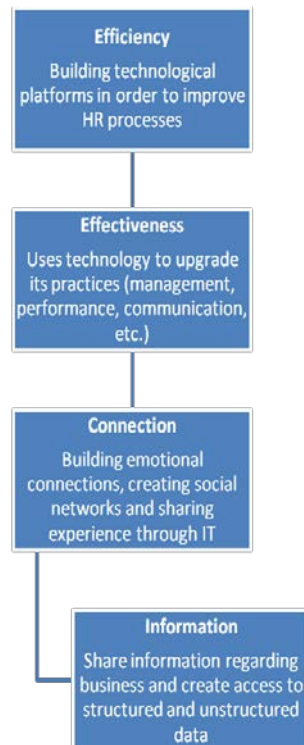 Efficiency
Building technological
platforms in order to improve
HR processes
Effectiveness
Uses technology to upgrade
its practices (management,
performance, communication,
etc.)
Connection
Building emotional
connections, creating social
networks and sharing
experience through IT
Information
Share information regarding
business and create access to
structured and unstructured
data